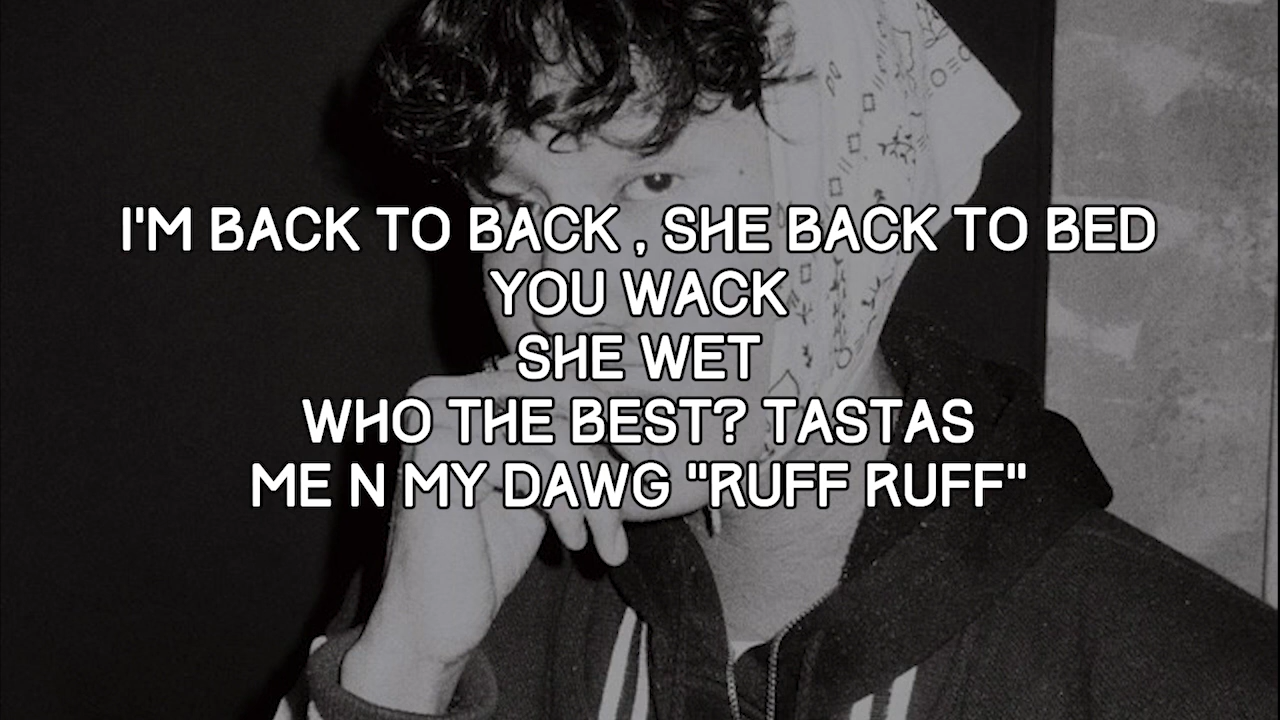 I'M BACK TO BACK , SHE BACK TO BED
YOU WACK
SHE WET
WHO THE BEST? TASTAS
ME N MY DAWG "RUFF RUFF"